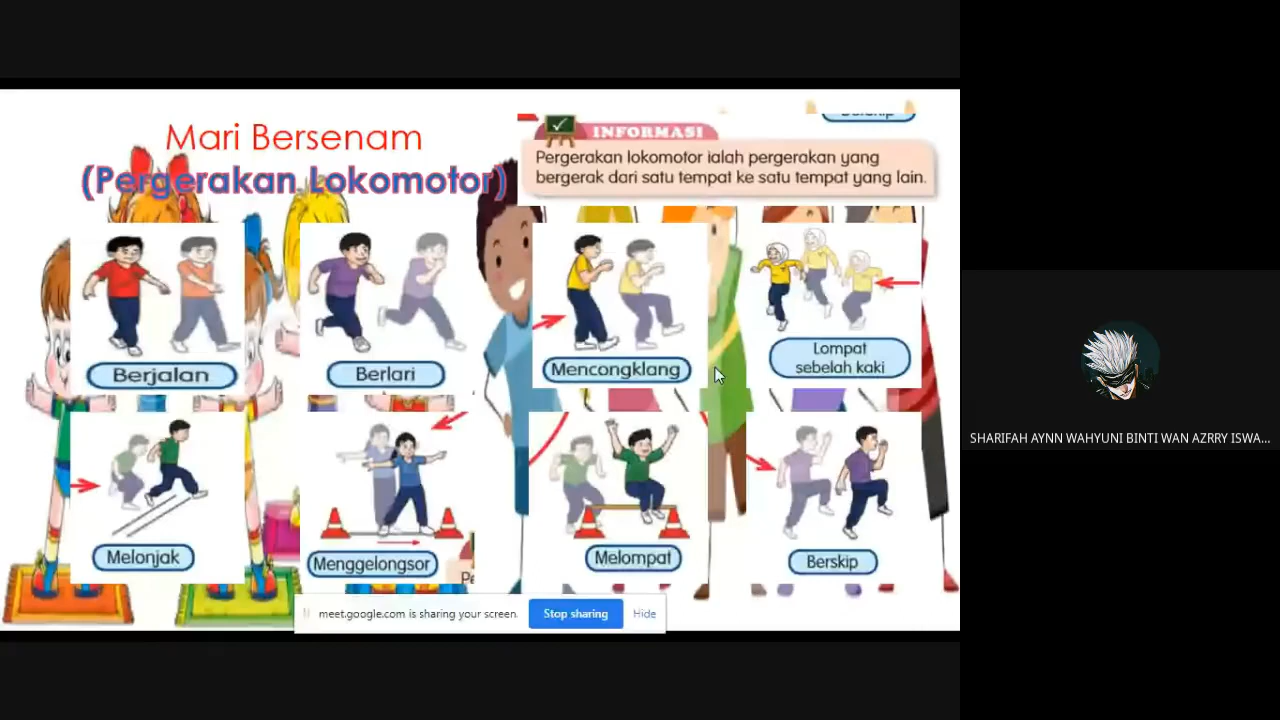 Mari Bersenam
(Pergerakan Lokomotor)
INFORMASI
Pergerakan lokomotor ialah pergerakan yang
bergerak dari satu tempat ke satu tempat yang lain.
Berjalan
Berlari
Mencongklang
Lompat
sebelah kaki
Melonjak
Menggelongsor
Melompat
Berskip
meet.google.com is sharing your screen.
Stop sharing
Hide
SHARIFAH AYNN WAHYUNI BINTI WAN AZRRY ISWA...